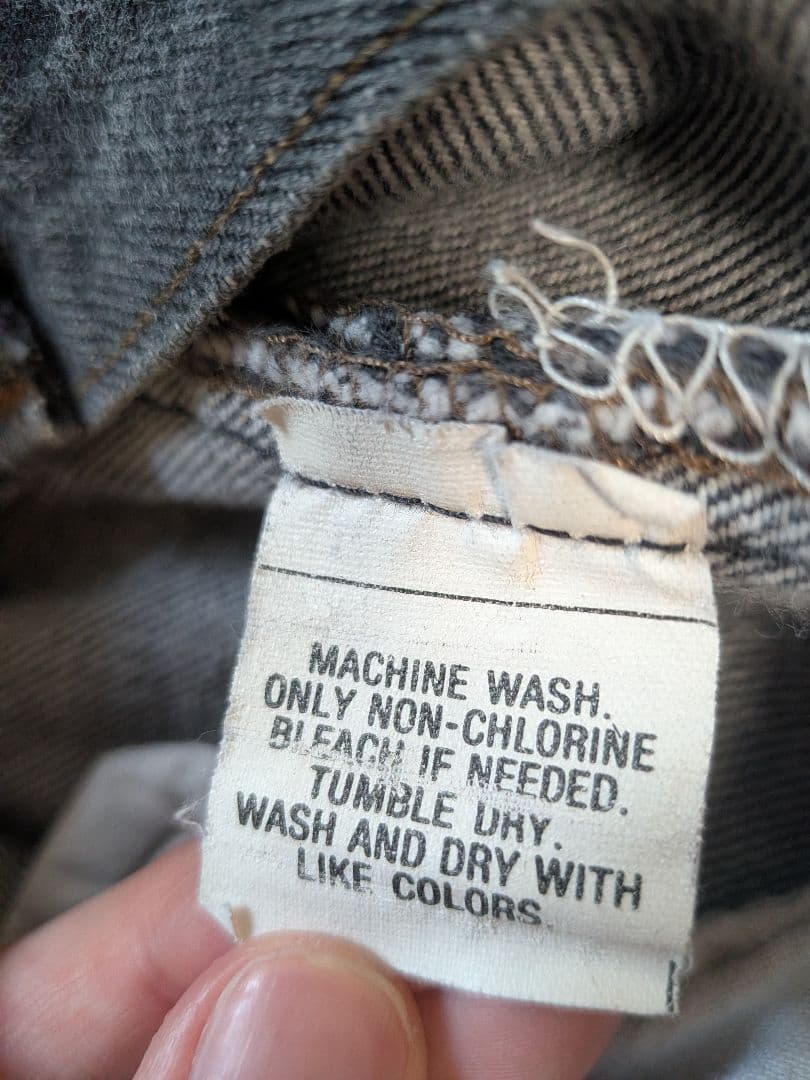 MACHINE WASH.
ONLY NON-CHLORINE
BLEACH IF NEEDED.
TUMBLE DRY.
WASH AND DRY WITH
LIKE COLORS.